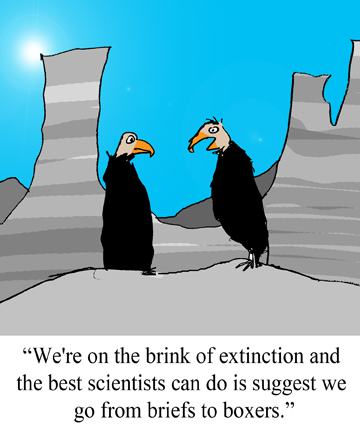 “We're on the brink of extinction and
the best scientists can do is suggest we
go from briefs to boxers.”